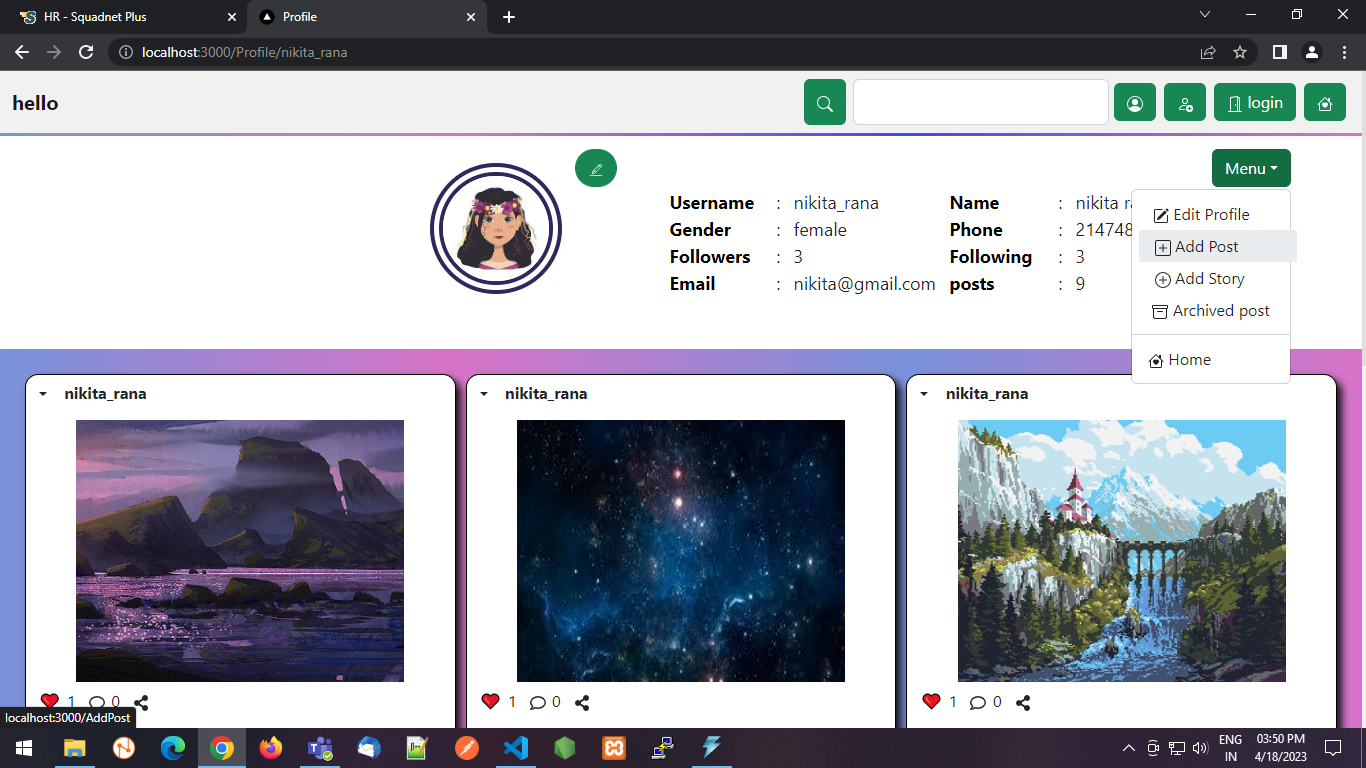 HR - Squadnet Plus
Profile
localhost:3000/Profile/nikita_rana
hello
login
Menu
Username : nikita_rana
Name : nikita
Gender : female
Phone : 214748
Followers : 3
Following : 3
Email : nikita@gmail.com
posts : 9
Edit Profile
Add Post
Add Story
Archived post
Home
nikita_rana
nikita_rana
nikita_rana
1 0
1 0
1 0
localhost:3000/AddPost
ENG
IN
03:50 PM
4/18/2023